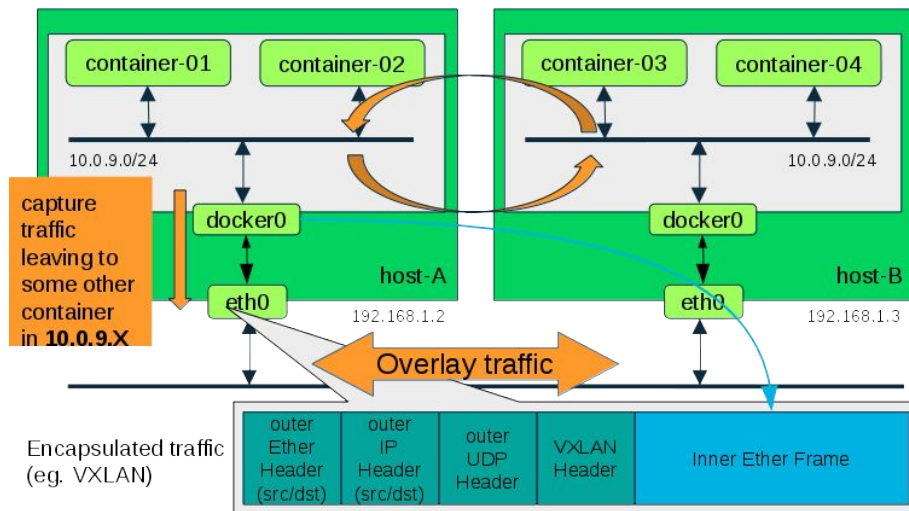 container-01
container-02
container-03
container-04
10.0.9.0/24
10.0.9.0/24
capture
traffic
leaving to
some other
container
in 10.0.9.X
docker0
docker0
host-A
host-B
eth0
eth0
192.168.1.2
192.168.1.3
Overlay traffic
Encapsulated traffic
(eg. VXLAN)
outer
Ether
Header
(src/dst)
outer
IP
Header
(src/dst)
outer
UDP
Header
VXLAN
Header
Inner Ether Frame